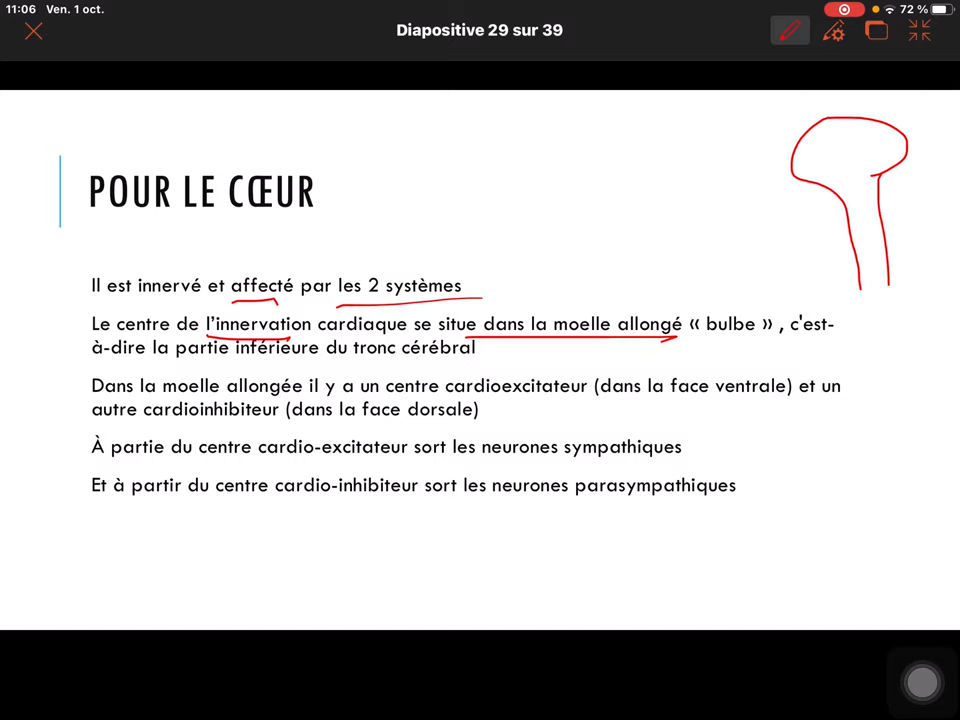 11:06 Ven. 1 oct.
72 %
Diapositive 29 sur 39
POUR LE CŒUR
Il est innervé et affecté par les 2 systèmes
Le centre de l'innervation cardiaque se situe dans la moelle allongé « bulbe » , c'est-
à-dire la partie inférieure du tronc cérébral
Dans la moelle allongée il y a un centre cardioexcitateur (dans la face ventrale) et un
autre cardioinhibiteur (dans la face dorsale)
À partie du centre cardio-excitateur sort les neurones sympathiques
Et à partir du centre cardio-inhibiteur sort les neurones parasympathiques